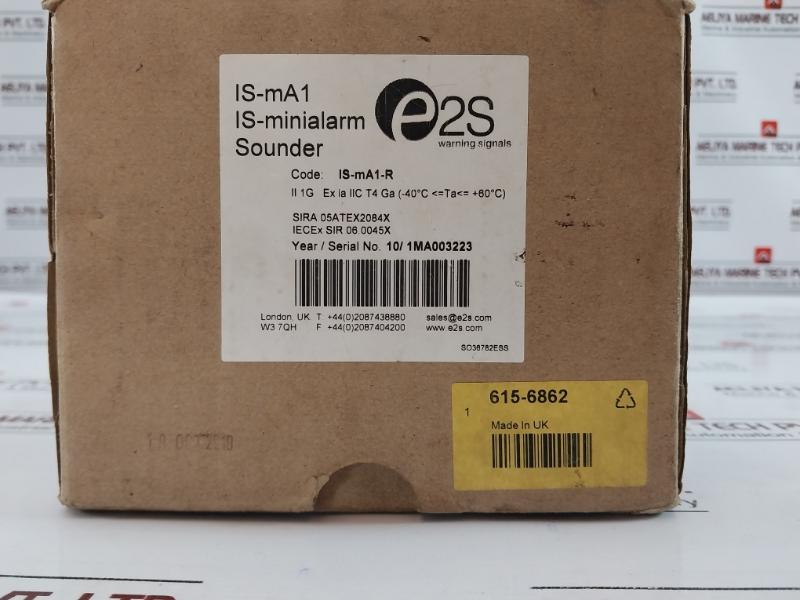 IS-mA1
IS-minialarm
Sounder
e2S
warning signals
Code: IS-mA1-R
II 1G Ex ia IIC T4 Ga (-40°C <=Ta<= +60°C)
SIRA 05ATEX2084X
IECEx SIR 06.0045X
Year / Serial No. 10/ 1MA003223
London, UK. T +44(0)2087438880 sales@e2s.com
W3 7QH F +44(0)2087404200 www.e2s.com
SO36782ESS
615-6862
1
Made In UK